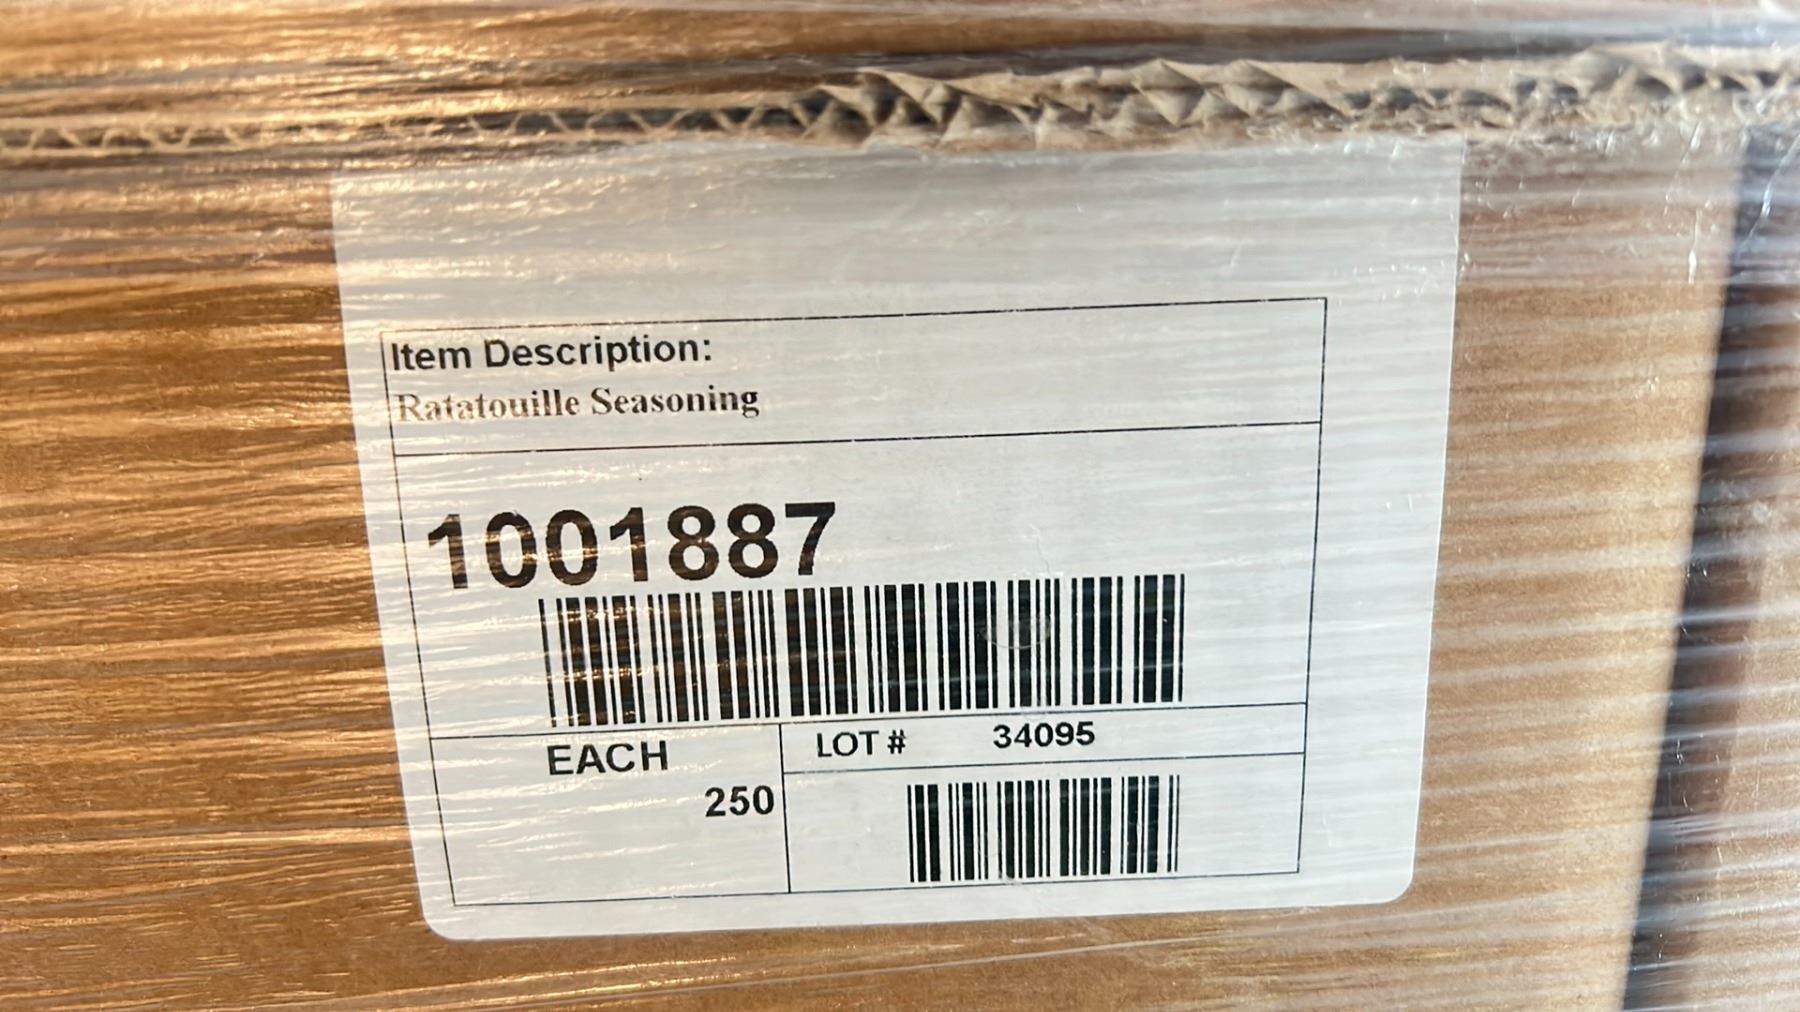 Item Description:
Ratatouille Seasoning
1001887
EACH
250
LOT # 34095